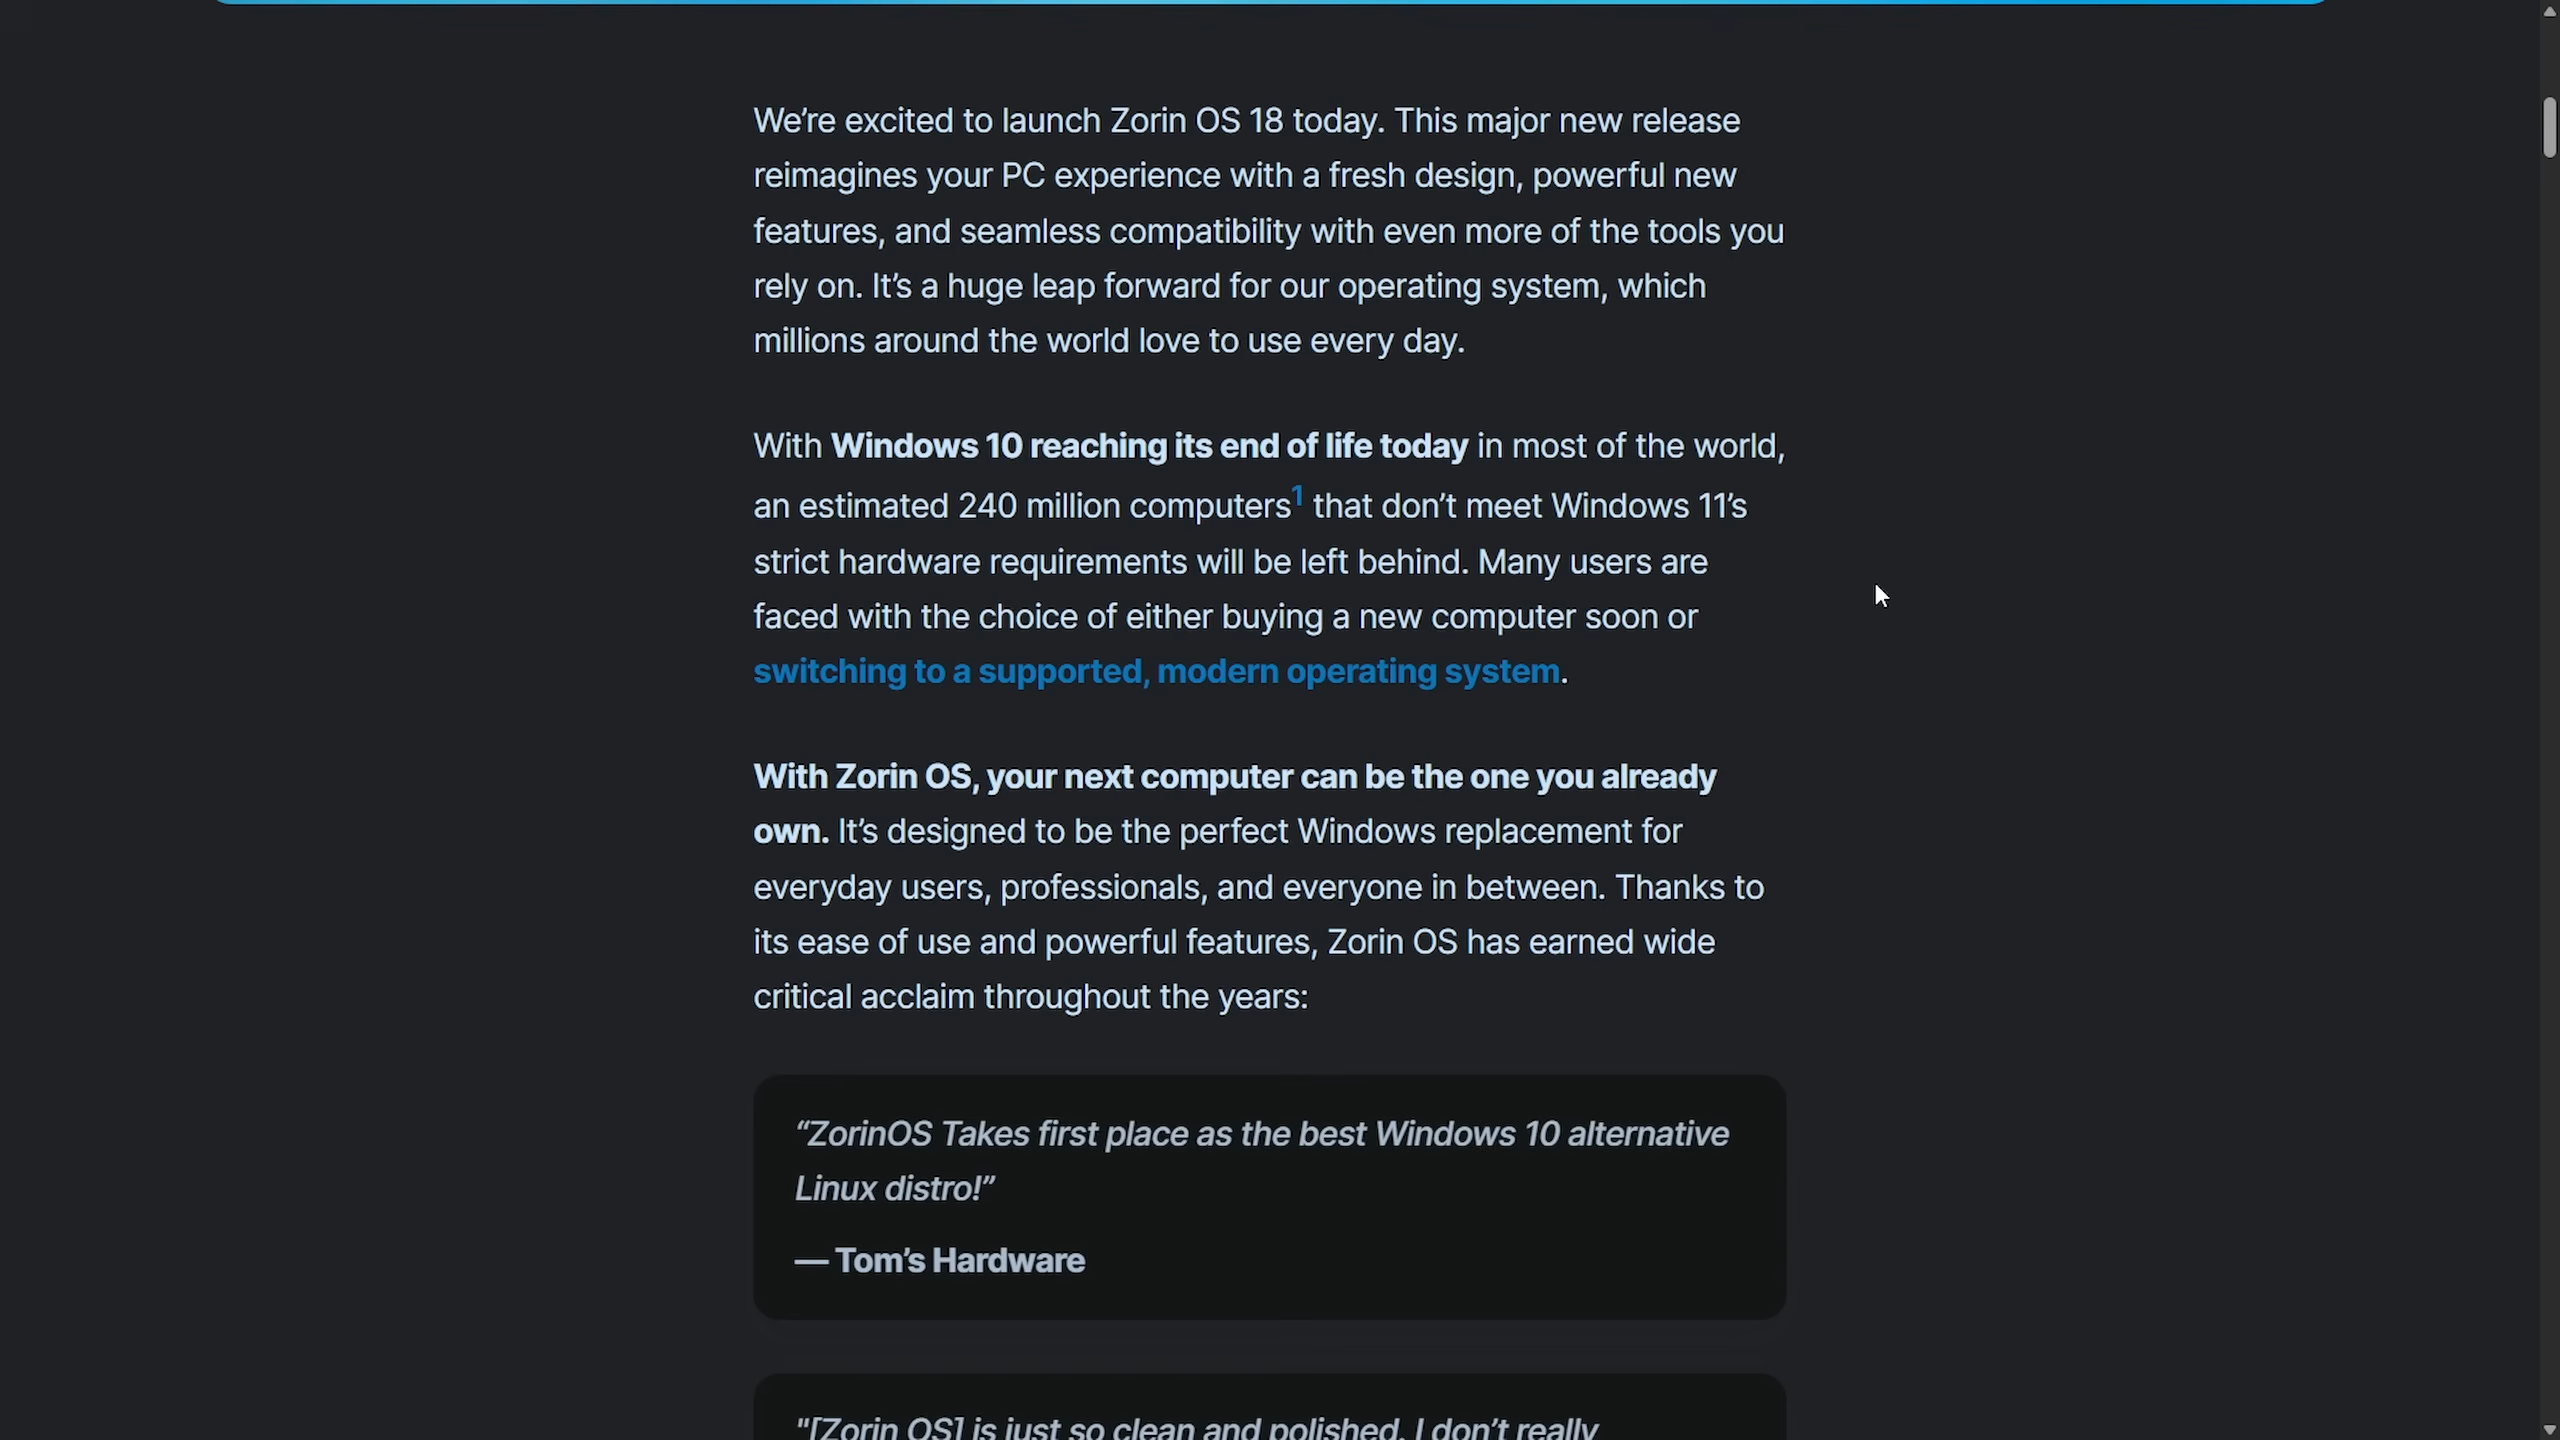 We’re excited to launch Zorin OS 18 today. This major new release
reimagines your PC experience with a fresh design, powerful new
features, and seamless compatibility with even more of the tools you
rely on. It’s a huge leap forward for our operating system, which
millions around the world love to use every day.
With Windows 10 reaching its end of life today in most of the world,
an estimated 240 million computers1 that don’t meet Windows 11’s
strict hardware requirements will be left behind. Many users are
faced with the choice of either buying a new computer soon or
switching to a supported, modern operating system.
With Zorin OS, your next computer can be the one you already
own. It’s designed to be the perfect Windows replacement for
everyday users, professionals, and everyone in between. Thanks to
its ease of use and powerful features, Zorin OS has earned wide
critical acclaim throughout the years:
“ZorinOS Takes first place as the best Windows 10 alternative
Linux distro!”
— Tom’s Hardware
"[Zorin OS] is just so clean and polished. I don’t really